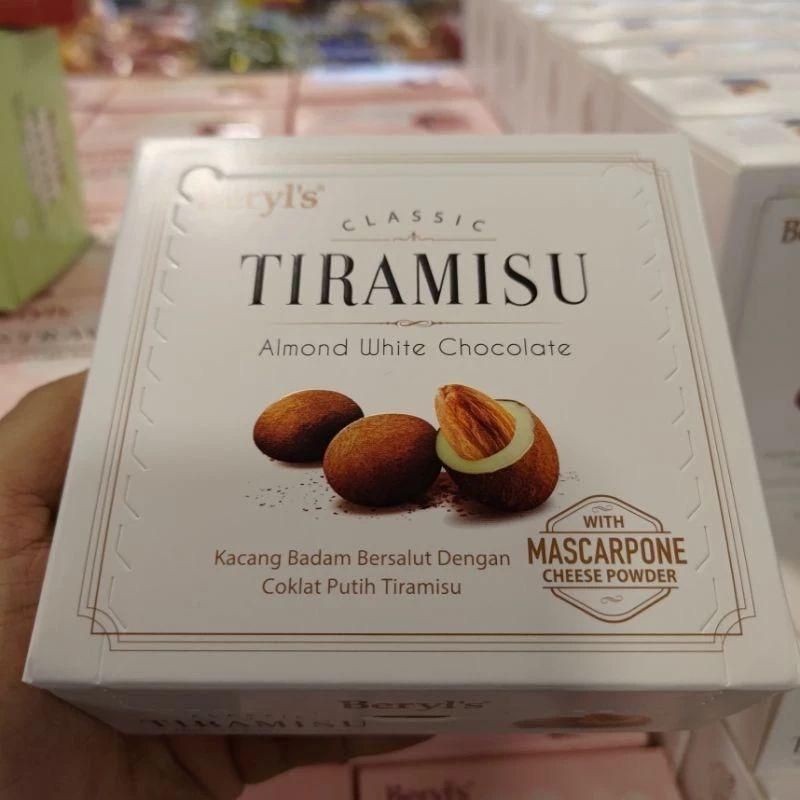 Beryl's
CLASSIC
TIRAMISU
Almond White Chocolate
Kacang Badam Bersalut Dengan
Coklat Putih Tiramisu
WITH
MASCARPONE
CHEESE POWDER
Beryl's
TIRAMISU
Beryl's